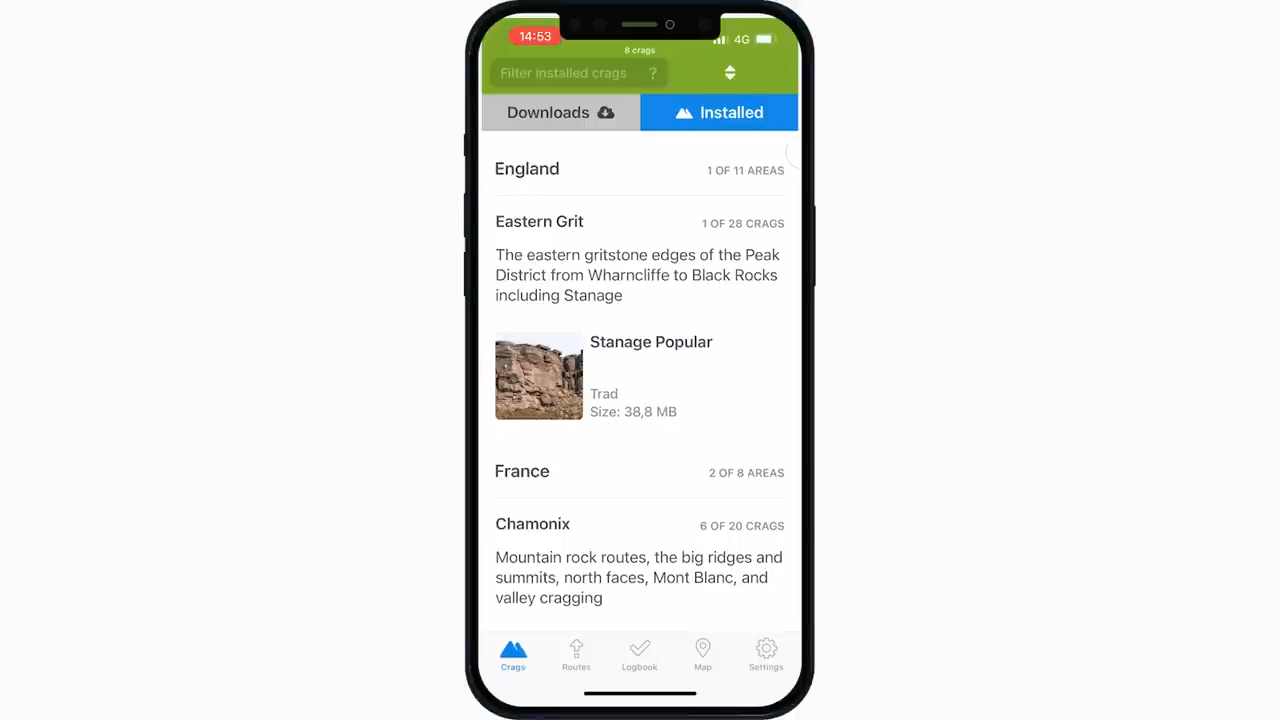 14:53
4G
8 crags
Filter installed crags ?
Downloads
Installed
England
1 OF 11 AREAS
Eastern Grit
1 OF 28 CRAGS
The eastern gritstone edges of the Peak
District from Wharncliffe to Black Rocks
including Stanage
Stanage Popular
Trad
Size: 38,8 MB
France
2 OF 8 AREAS
Chamonix
6 OF 20 CRAGS
Mountain rock routes, the big ridges and
summits, north faces, Mont Blanc, and
valley cragging
Crags
Routes
Logbook
Map
Settings